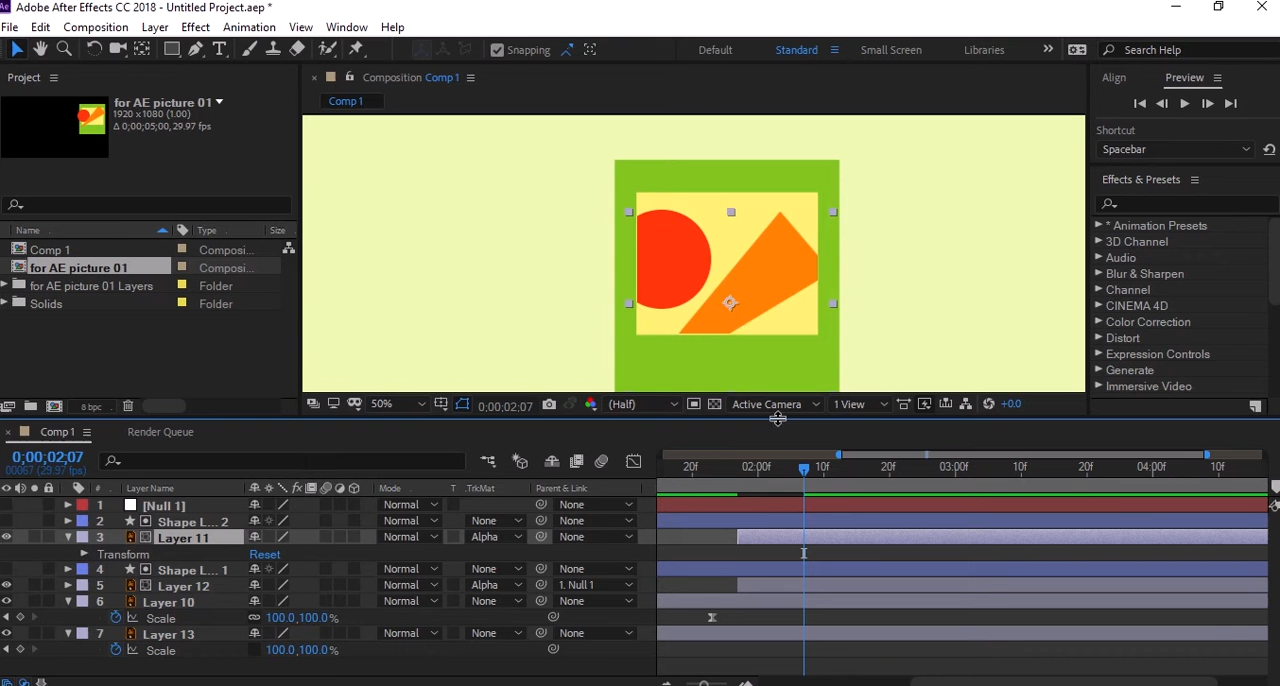 Adobe After Effects CC 2018 - Untitled Project.aep *
File Edit Composition Layer Effect Animation View Window Help
Snapping Default Standard Small Screen Libraries Search Help
Project
for AE picture 01
1920 x 1080 (1.00)
Δ 0;00;05;00, 29.97 fps
Name Type Size
Comp 1 Composi...
for AE picture 01 Composi...
for AE picture 01 Layers Folder
Solids Folder
8 bpc
Composition Comp 1
Comp 1
50% 0;00;02;07 (Half) Active Camera 1 View +0.0
Align Preview
Shortcut
Spacebar
Effects & Presets
* Animation Presets
3D Channel
Audio
Blur & Sharpen
Channel
CINEMA 4D
Color Correction
Distort
Expression Controls
Generate
Immersive Video
Comp 1 Render Queue
0;00;02;07
00067 (29.97 fps)
20f 02:00f 10f 20f 03:00f 10f 20f 04:00f 10f
# Layer Name fx Mode T .TrkMat Parent & Link
1 [Null 1] Normal None
2 Shape L... 2 Normal None None
3 Layer 11 Normal Alpha None
Transform Reset
4 Shape L... 1 Normal None None
5 Layer 12 Normal Alpha 1. Null 1
6 Layer 10 Normal None None
Scale 100.0,100.0%
7 Layer 13 Normal None None
Scale 100.0,100.0%